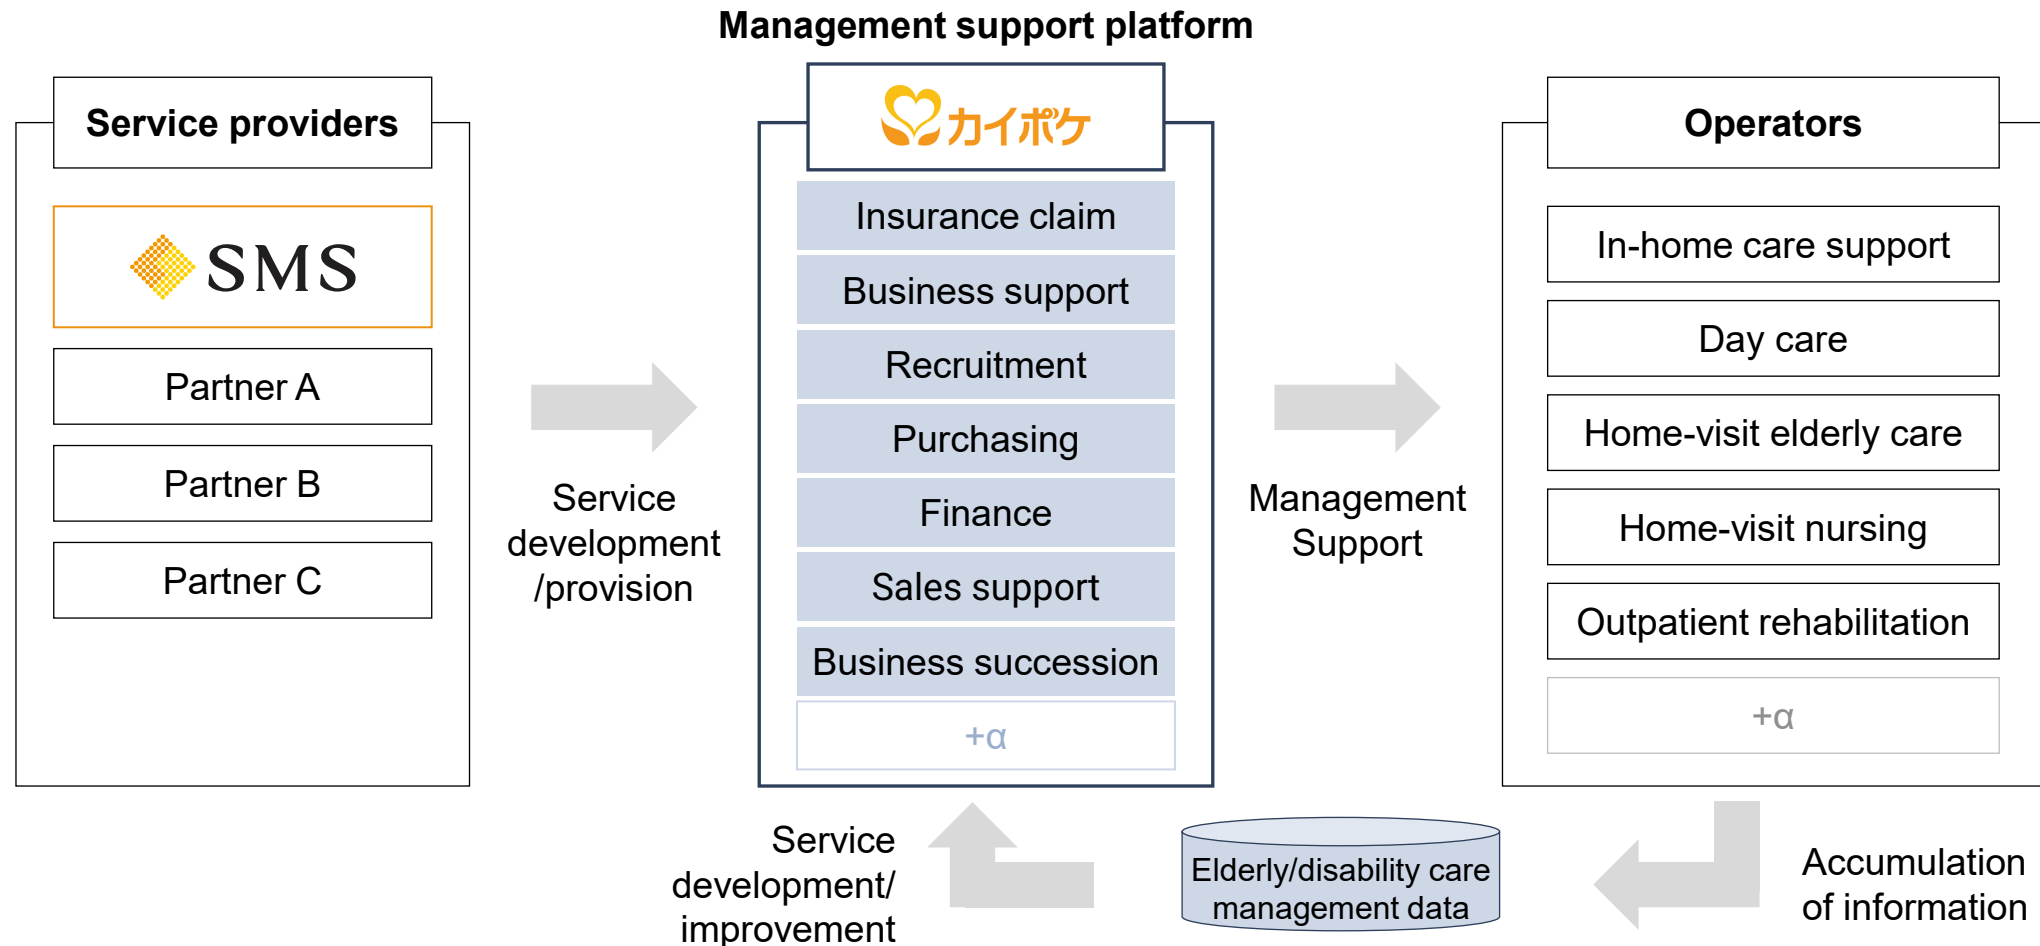 Management support platform
Service providers
SMS
Partner A
Partner B
Partner C
Service
development
/provision
カイポケ
Insurance claim
Business support
Recruitment
Purchasing
Finance
Sales support
Business succession
+α
Management
Support
Operators
In-home care support
Day care
Home-visit elderly care
Home-visit nursing
Outpatient rehabilitation
+α
Accumulation
of information
Elderly/disability care
management data
Service
development/
improvement